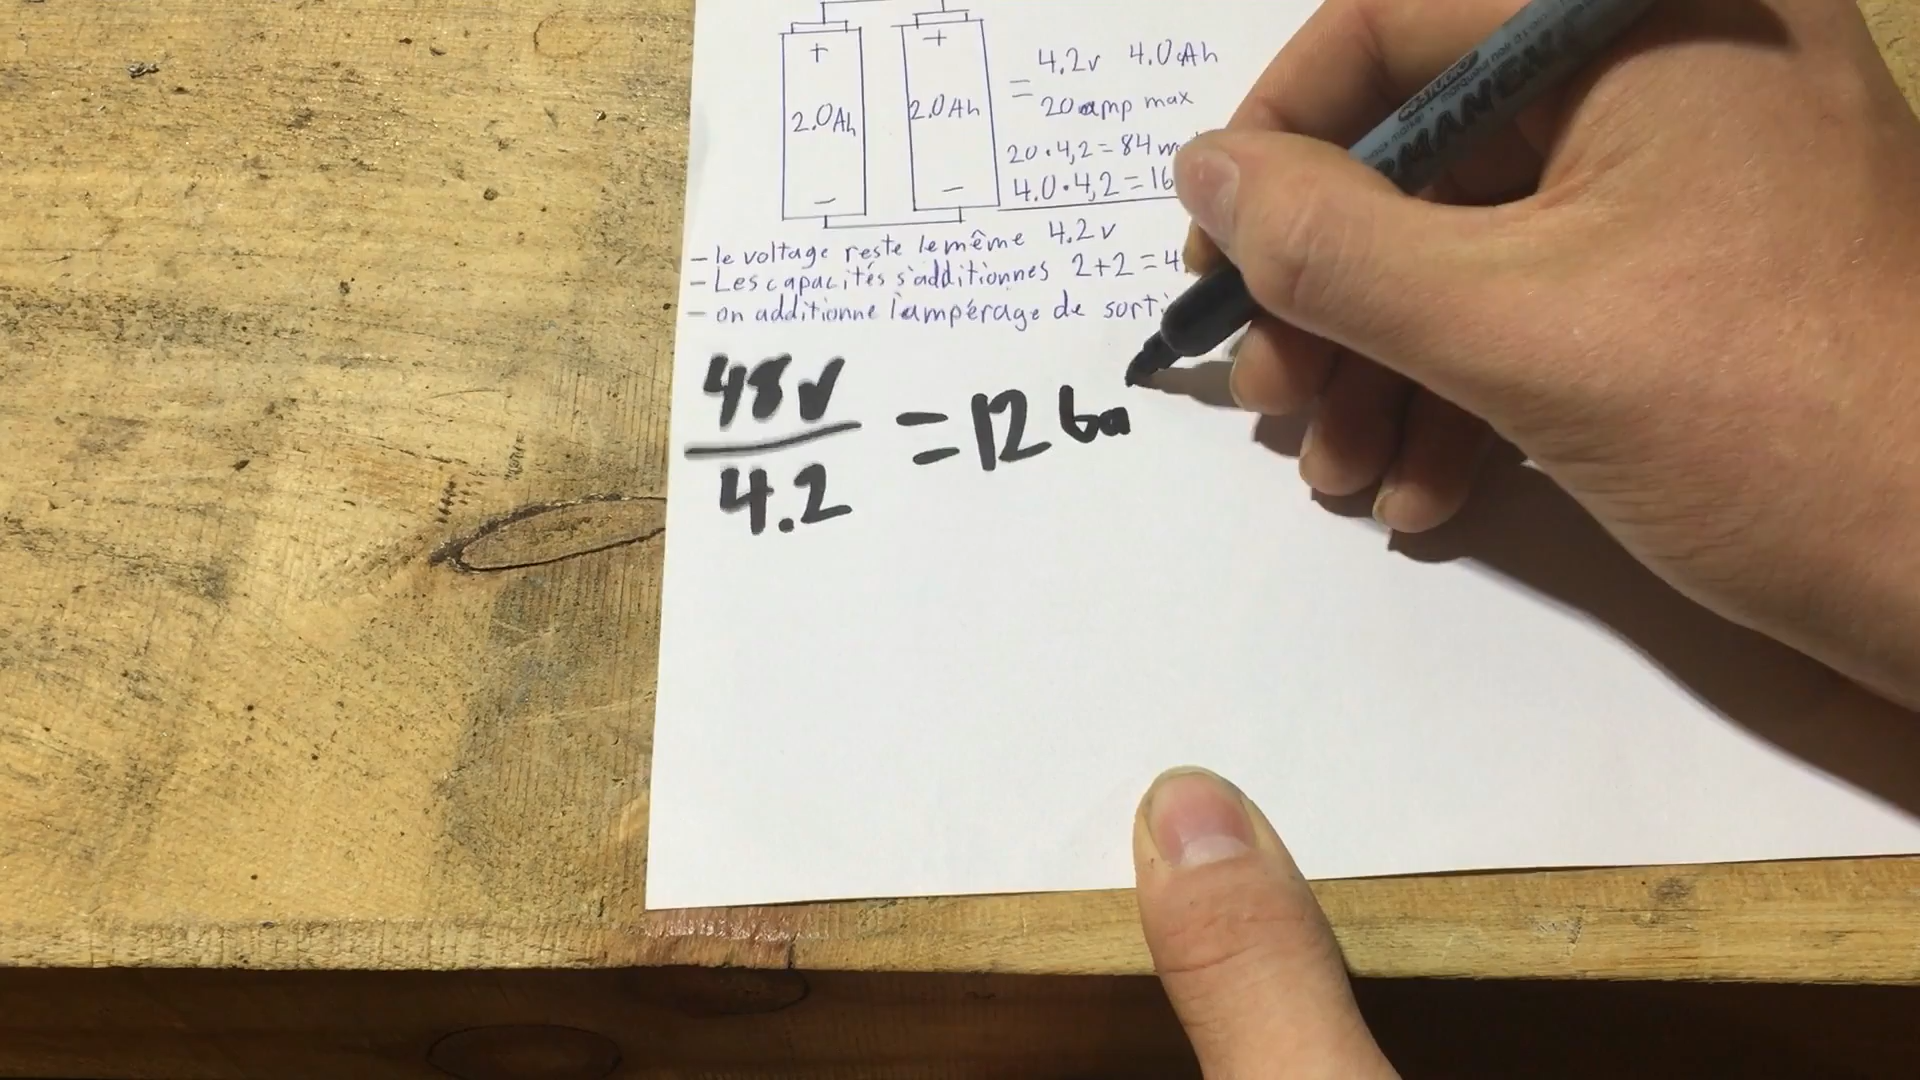 + +
2.0Ah 2.0Ah
– –
= 4.2v 4.0Ah
20 amp max
20 • 4,2 = 84
4.0 • 4,2 = 16
– le voltage reste le même 4.2v
– Les capacités s'additionnes 2+2=4
– on additionne l'ampérage de sorti
48v
4.2
= 12 ba